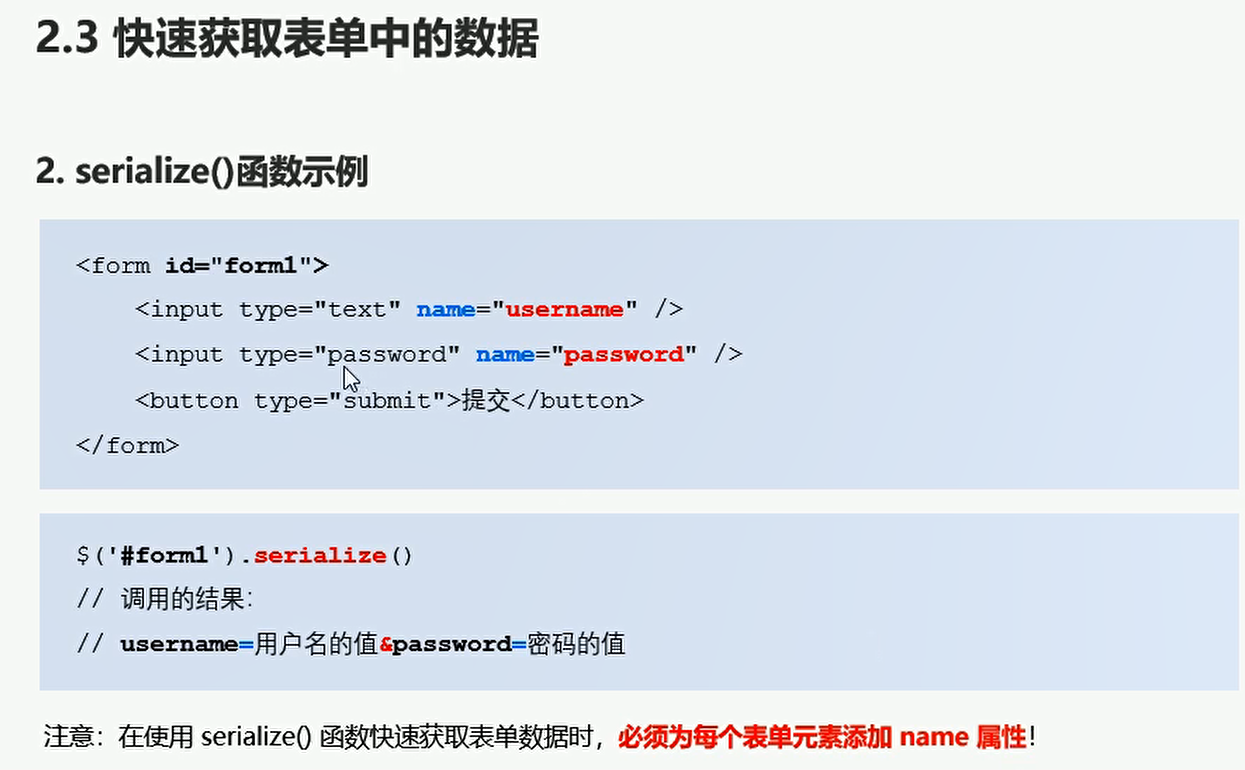 2.3 快速获取表单中的数据
2. serialize()函数示例
<form id="form1">
<input type="text" name="username" />
<input type="password" name="password" />
<button type="submit">提交</button>
</form>
$('#form1').serialize()
// 调用的结果：
// username=用户名的值&password=密码的值
注意：在使用 serialize() 函数快速获取表单数据时，必须为每个表单元素添加 name 属性！